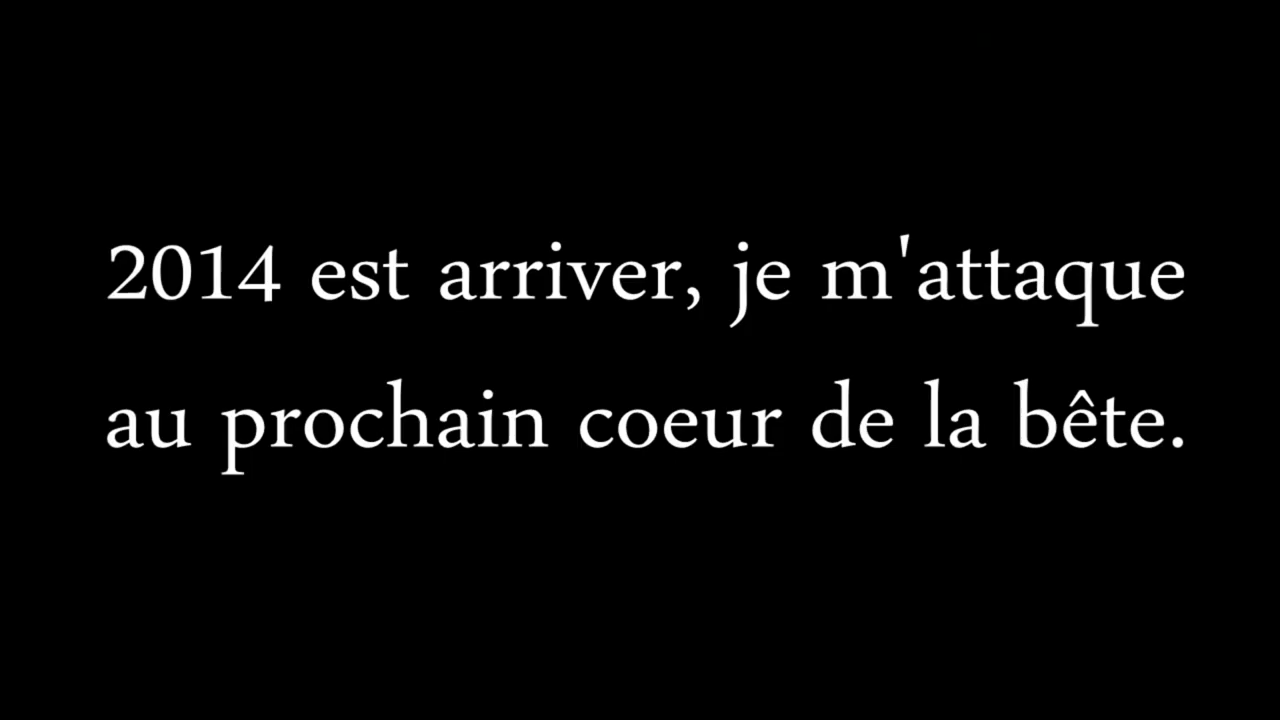 2014 est arriver, je m'attaque
au prochain coeur de la bête.